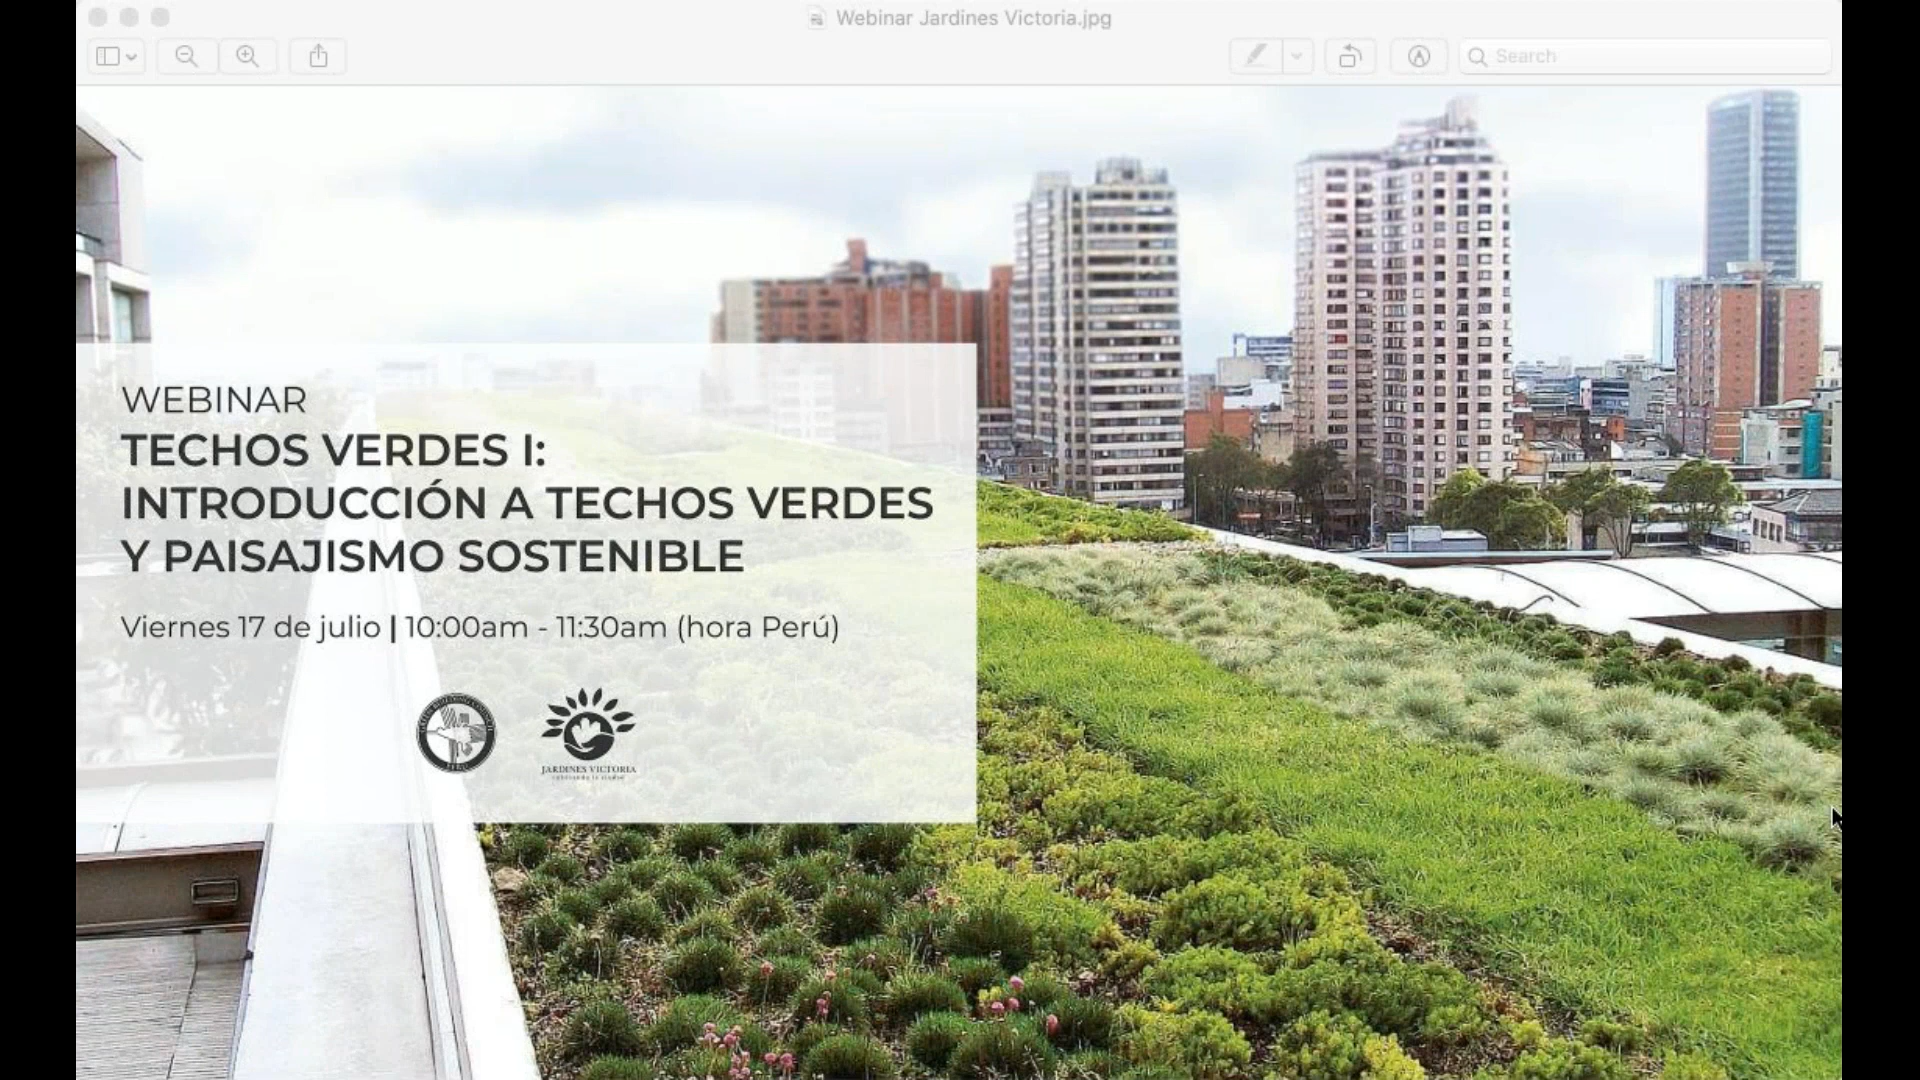 Webinar Jardines Victoria.jpg
Search
WEBINAR
TECHOS VERDES I:
INTRODUCCIÓN A TECHOS VERDES
Y PAISAJISMO SOSTENIBLE
Viernes 17 de julio | 10:00am - 11:30am (hora Perú)
JARDINES VICTORIA